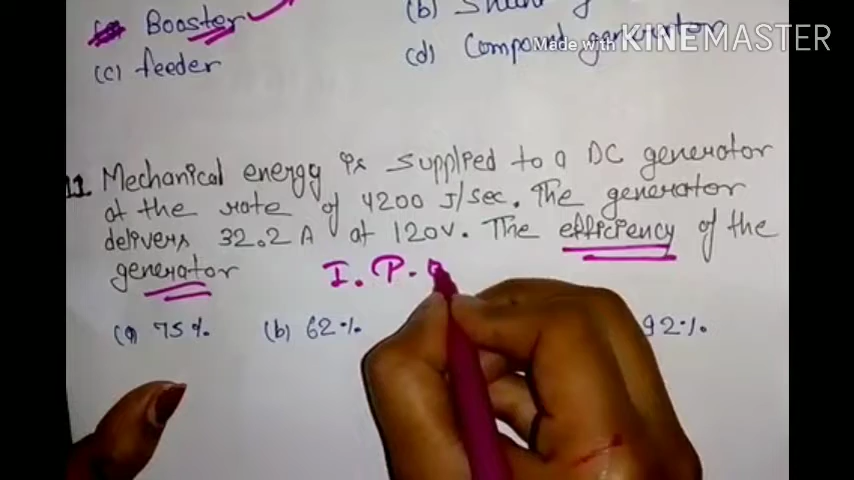 Booster (b) Shunt
(c) feeder (d) Compound generator
Made with KINEMASTER
11. Mechanical energy is supplied to a DC generator
at the rate of 4200 J/sec. The generator
delivers 32.2 A at 120V. The efficiency of the
generator I. P.
(a) 75% (b) 62% 92%.